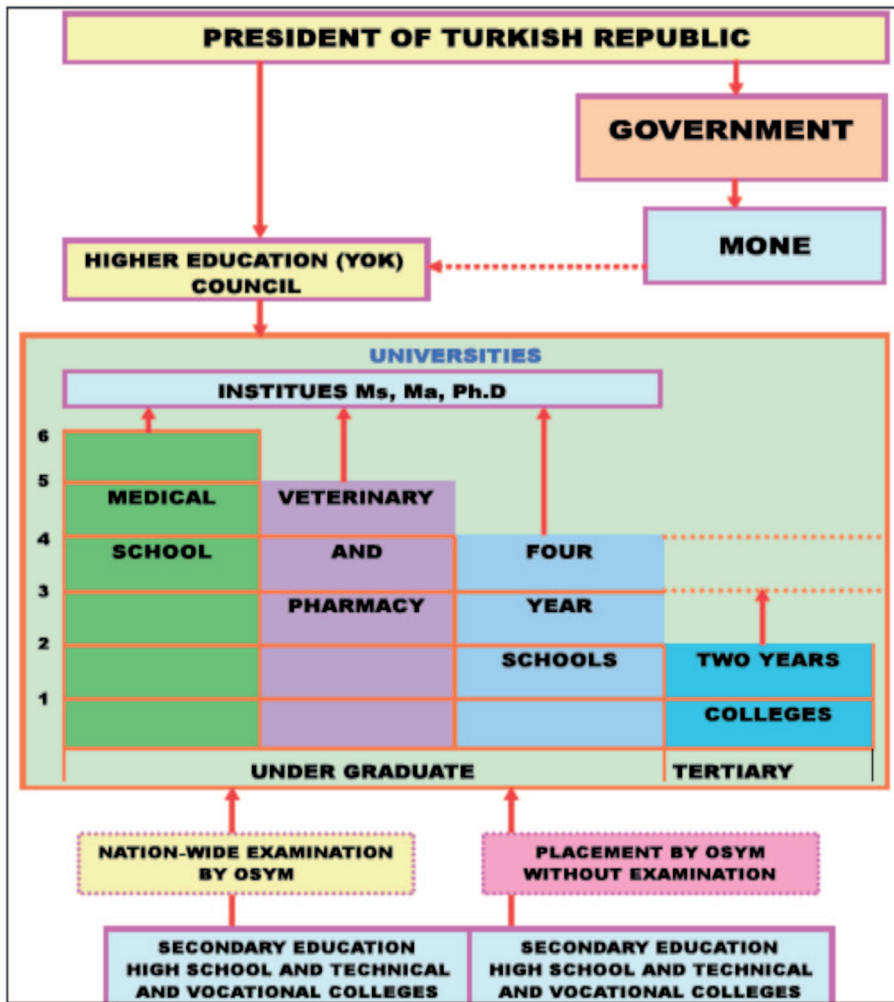 PRESIDENT OF TURKISH REPUBLIC
GOVERNMENT
MONE
HIGHER EDUCATION (YOK)
COUNCIL
UNIVERSITIES
INSTITUES Ms, Ma, Ph.D
6
5
MEDICAL
VETERINARY
4
SCHOOL
AND
FOUR
3
PHARMACY
YEAR
2
SCHOOLS
TWO YEARS
1
COLLEGES
UNDER GRADUATE
TERTIARY
NATION-WIDE EXAMINATION
BY OSYM
PLACEMENT BY OSYM
WITHOUT EXAMINATION
SECONDARY EDUCATION
HIGH SCHOOL AND TECHNICAL
AND VOCATIONAL COLLEGES
SECONDARY EDUCATION
HIGH SCHOOL AND TECHNICAL
AND VOCATIONAL COLLEGES